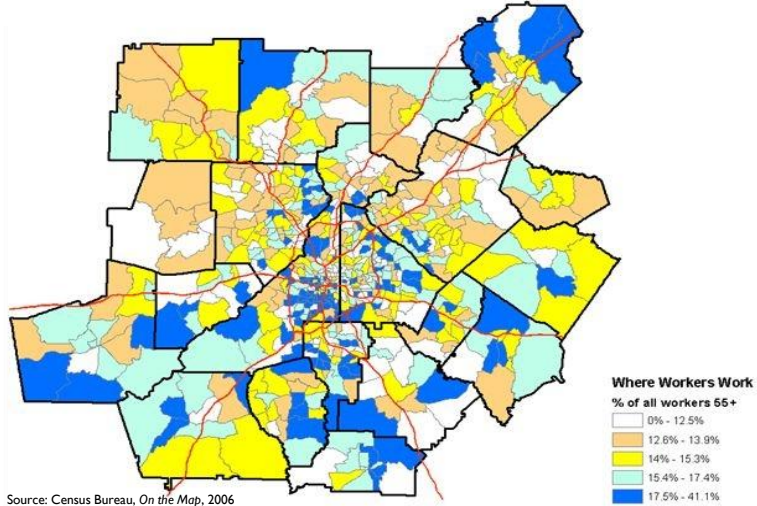 Where Workers Work
% of all workers 55+
0% - 12.5%
12.6% - 13.9%
14% - 15.3%
15.4% - 17.4%
17.5% - 41.1%
Source: Census Bureau, On the Map, 2006